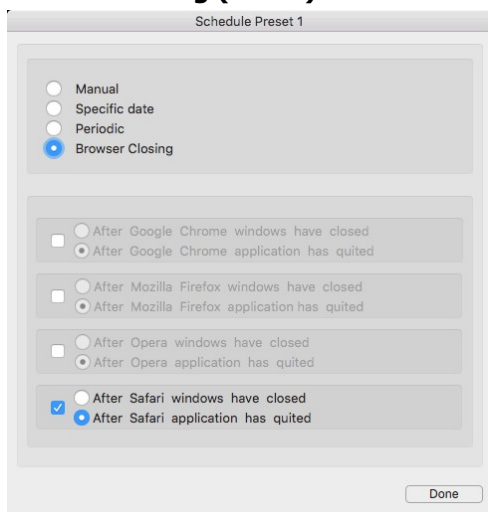 Schedule Preset 1
Manual
Specific date
Periodic
Browser Closing
After Google Chrome windows have closed
After Google Chrome application has quited
After Mozilla Firefox windows have closed
After Mozilla Firefox application has quited
After Opera windows have closed
After Opera application has quited
After Safari windows have closed
After Safari application has quited
Done